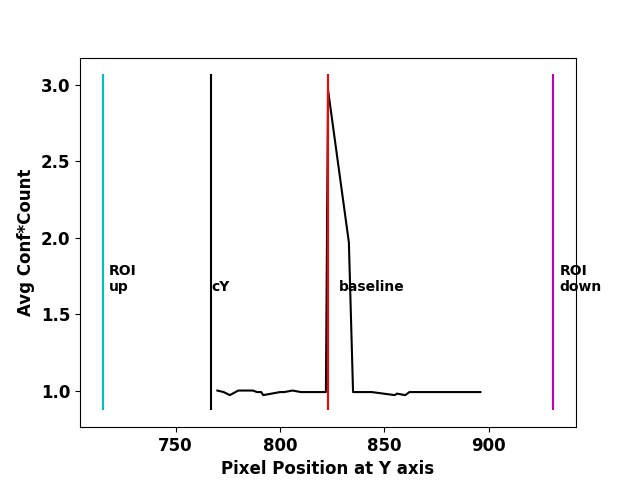 3.0
2.5
2.0
1.5
1.0
Avg Conf*Count
ROI
up
cY
baseline
ROI
down
750 800 850 900
Pixel Position at Y axis